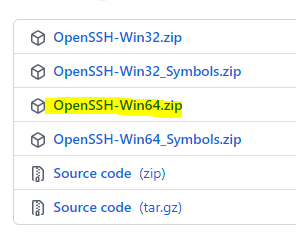 OpenSSH-Win32.zip
OpenSSH-Win32_Symbols.zip
OpenSSH-Win64.zip
OpenSSH-Win64_Symbols.zip
Source code (zip)
Source code (tar.gz)